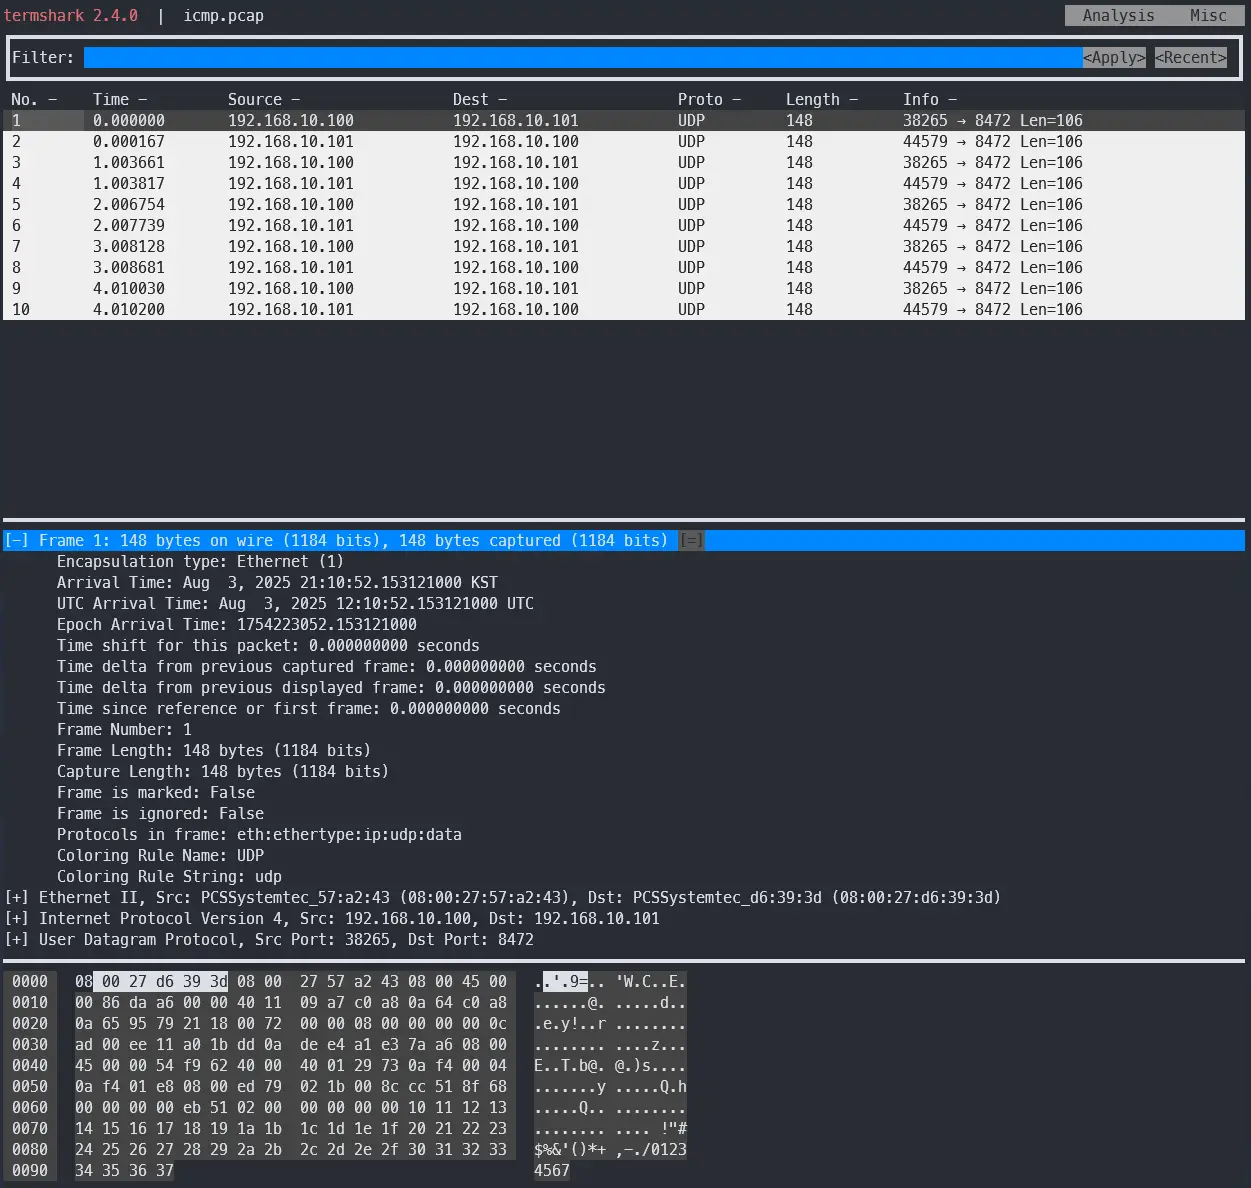 termshark 2.4.0 | icmp.pcap Analysis Misc
Filter: <Apply> <Recent>
No. – Time – Source – Dest – Proto – Length – Info –
1 0.000000 192.168.10.100 192.168.10.101 UDP 148 38265 → 8472 Len=106
2 0.000167 192.168.10.101 192.168.10.100 UDP 148 44579 → 8472 Len=106
3 1.003661 192.168.10.100 192.168.10.101 UDP 148 38265 → 8472 Len=106
4 1.003817 192.168.10.101 192.168.10.100 UDP 148 44579 → 8472 Len=106
5 2.006754 192.168.10.100 192.168.10.101 UDP 148 38265 → 8472 Len=106
6 2.007739 192.168.10.101 192.168.10.100 UDP 148 44579 → 8472 Len=106
7 3.008128 192.168.10.100 192.168.10.101 UDP 148 38265 → 8472 Len=106
8 3.008681 192.168.10.101 192.168.10.100 UDP 148 44579 → 8472 Len=106
9 4.010030 192.168.10.100 192.168.10.101 UDP 148 38265 → 8472 Len=106
10 4.010200 192.168.10.101 192.168.10.100 UDP 148 44579 → 8472 Len=106
[–] Frame 1: 148 bytes on wire (1184 bits), 148 bytes captured (1184 bits) [=]
Encapsulation type: Ethernet (1)
Arrival Time: Aug  3, 2025 21:10:52.153121000 KST
UTC Arrival Time: Aug  3, 2025 12:10:52.153121000 UTC
Epoch Arrival Time: 1754223052.153121000
Time shift for this packet: 0.000000000 seconds
Time delta from previous captured frame: 0.000000000 seconds
Time delta from previous displayed frame: 0.000000000 seconds
Time since reference or first frame: 0.000000000 seconds
Frame Number: 1
Frame Length: 148 bytes (1184 bits)
Capture Length: 148 bytes (1184 bits)
Frame is marked: False
Frame is ignored: False
Protocols in frame: eth:ethertype:ip:udp:data
Coloring Rule Name: UDP
Coloring Rule String: udp
[+] Ethernet II, Src: PCSSystemtec_57:a2:43 (08:00:27:57:a2:43), Dst: PCSSystemtec_d6:39:3d (08:00:27:d6:39:3d)
[+] Internet Protocol Version 4, Src: 192.168.10.100, Dst: 192.168.10.101
[+] User Datagram Protocol, Src Port: 38265, Dst Port: 8472
0000 08 00 27 d6 39 3d 08 00  27 57 a2 43 08 00 45 00 ..'.9=.. 'W.C..E.
0010 00 86 da a6 00 00 40 11  09 a7 c0 a8 0a 64 c0 a8 ......@. .....d..
0020 0a 65 95 79 21 18 00 72  00 00 08 00 00 00 00 0c .e.y!..r ........
0030 ad 00 ee 11 a0 1b dd 0a  de e4 a1 e3 7a a6 08 00 ........ ....z...
0040 45 00 00 54 f9 62 40 00  40 01 29 73 0a f4 00 04 E..T.b@. @.)s....
0050 0a f4 01 e8 08 00 ed 79  02 1b 00 8c cc 51 8f 68 .......y .....Q.h
0060 00 00 00 00 eb 51 02 00  00 00 00 00 10 11 12 13 .....Q.. ........
0070 14 15 16 17 18 19 1a 1b  1c 1d 1e 1f 20 21 22 23 ........ .... !"#
0080 24 25 26 27 28 29 2a 2b  2c 2d 2e 2f 30 31 32 33 $%&'()*+ ,-./0123
0090 34 35 36 37 4567